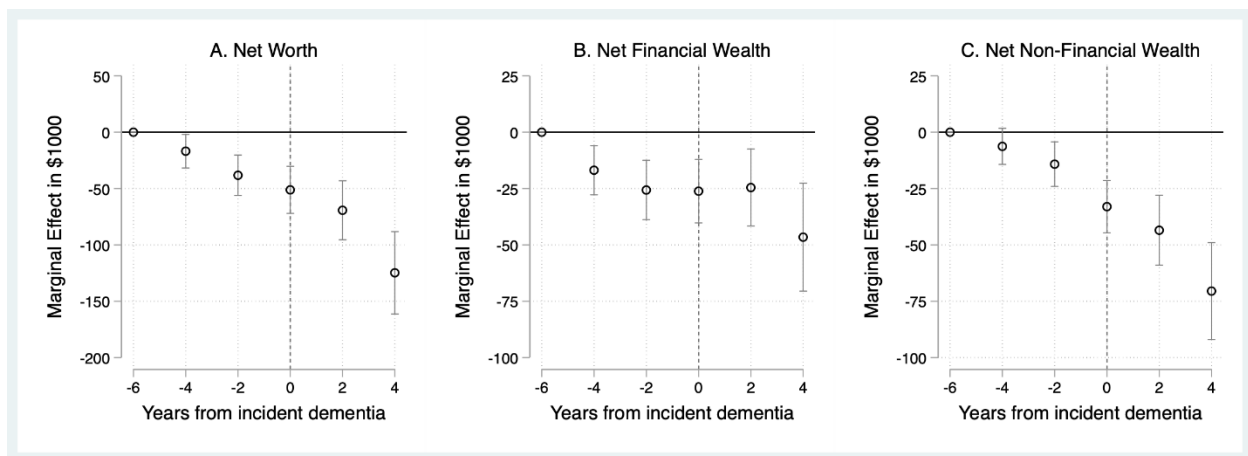 A. Net Worth
Marginal Effect in $1000
50
0
-50
-100
-150
-200
-6 -4 -2 0 2 4
Years from incident dementia
B. Net Financial Wealth
Marginal Effect in $1000
25
0
-25
-50
-75
-100
-6 -4 -2 0 2 4
Years from incident dementia
C. Net Non-Financial Wealth
Marginal Effect in $1000
25
0
-25
-50
-75
-100
-6 -4 -2 0 2 4
Years from incident dementia